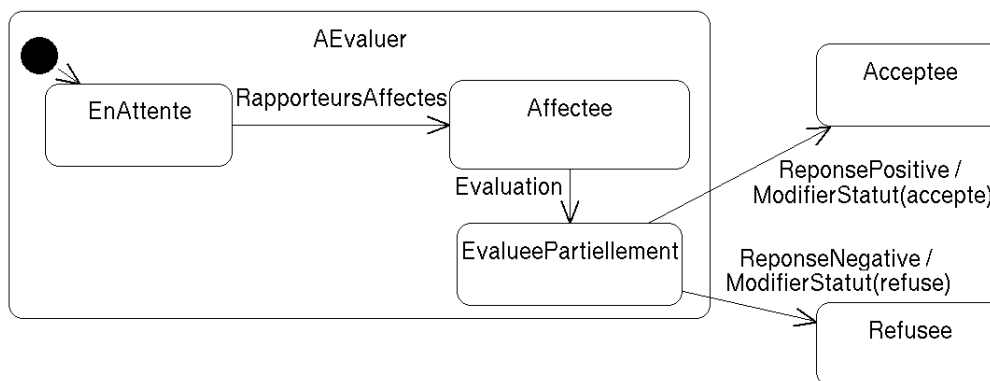 AEvaluer
EnAttente
RapporteursAffectes
Affectee
Acceptee
Evaluation
ReponsePositive /
ModifierStatut(accepte)
EvalueePartiellement
ReponseNegative /
ModifierStatut(refuse)
Refusee